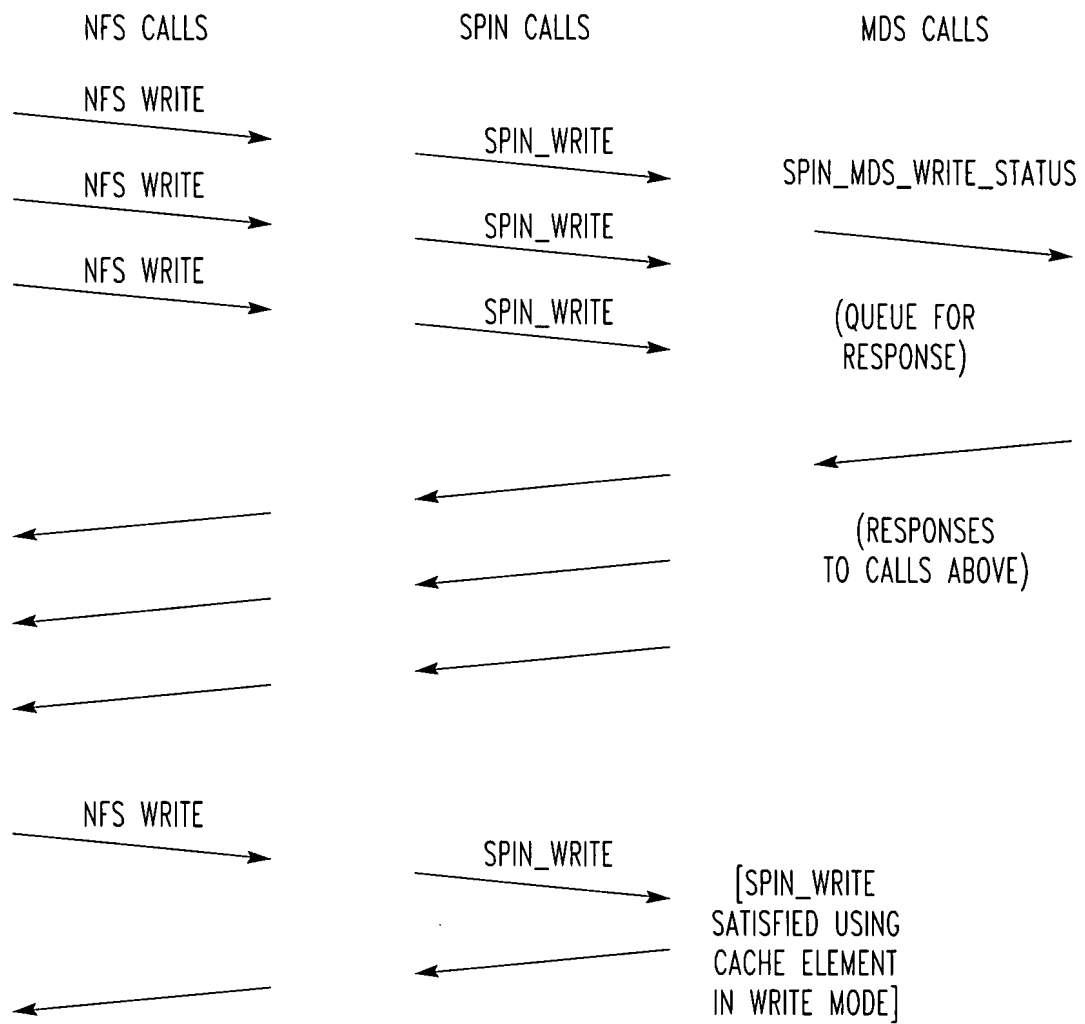 NFS CALLS
SPIN CALLS
MDS CALLS
NFS WRITE
SPIN_WRITE
SPIN_MDS_WRITE_STATUS
NFS WRITE
SPIN_WRITE
NFS WRITE
SPIN_WRITE
(QUEUE FOR
RESPONSE)
(RESPONSES
TO CALLS ABOVE)
NFS WRITE
SPIN_WRITE
[SPIN_WRITE
SATISFIED USING
CACHE ELEMENT
IN WRITE MODE]